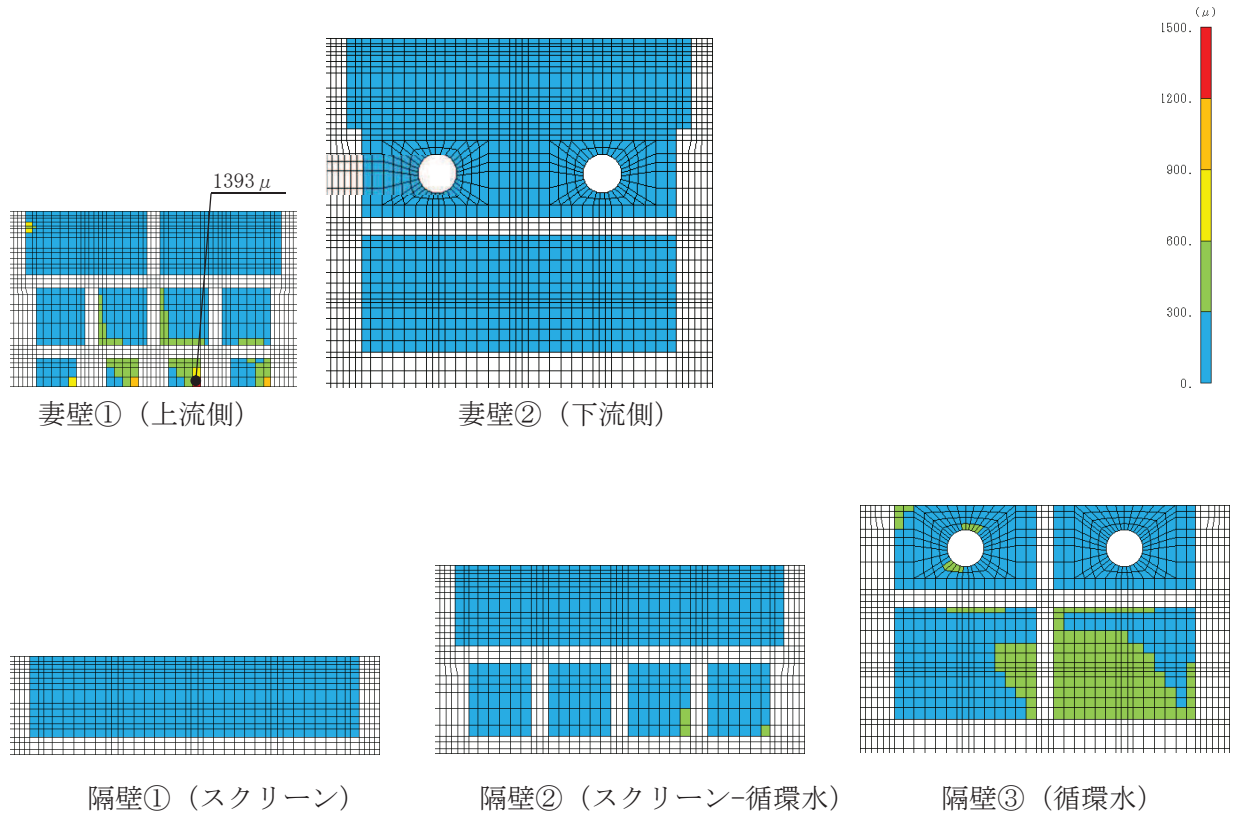 (μ)
1500.
1200.
900.
600.
300.
0.
1393μ
妻壁①（上流側）
妻壁②（下流側）
隔壁①（スクリーン）
隔壁②（スクリーン-循環水）
隔壁③（循環水）